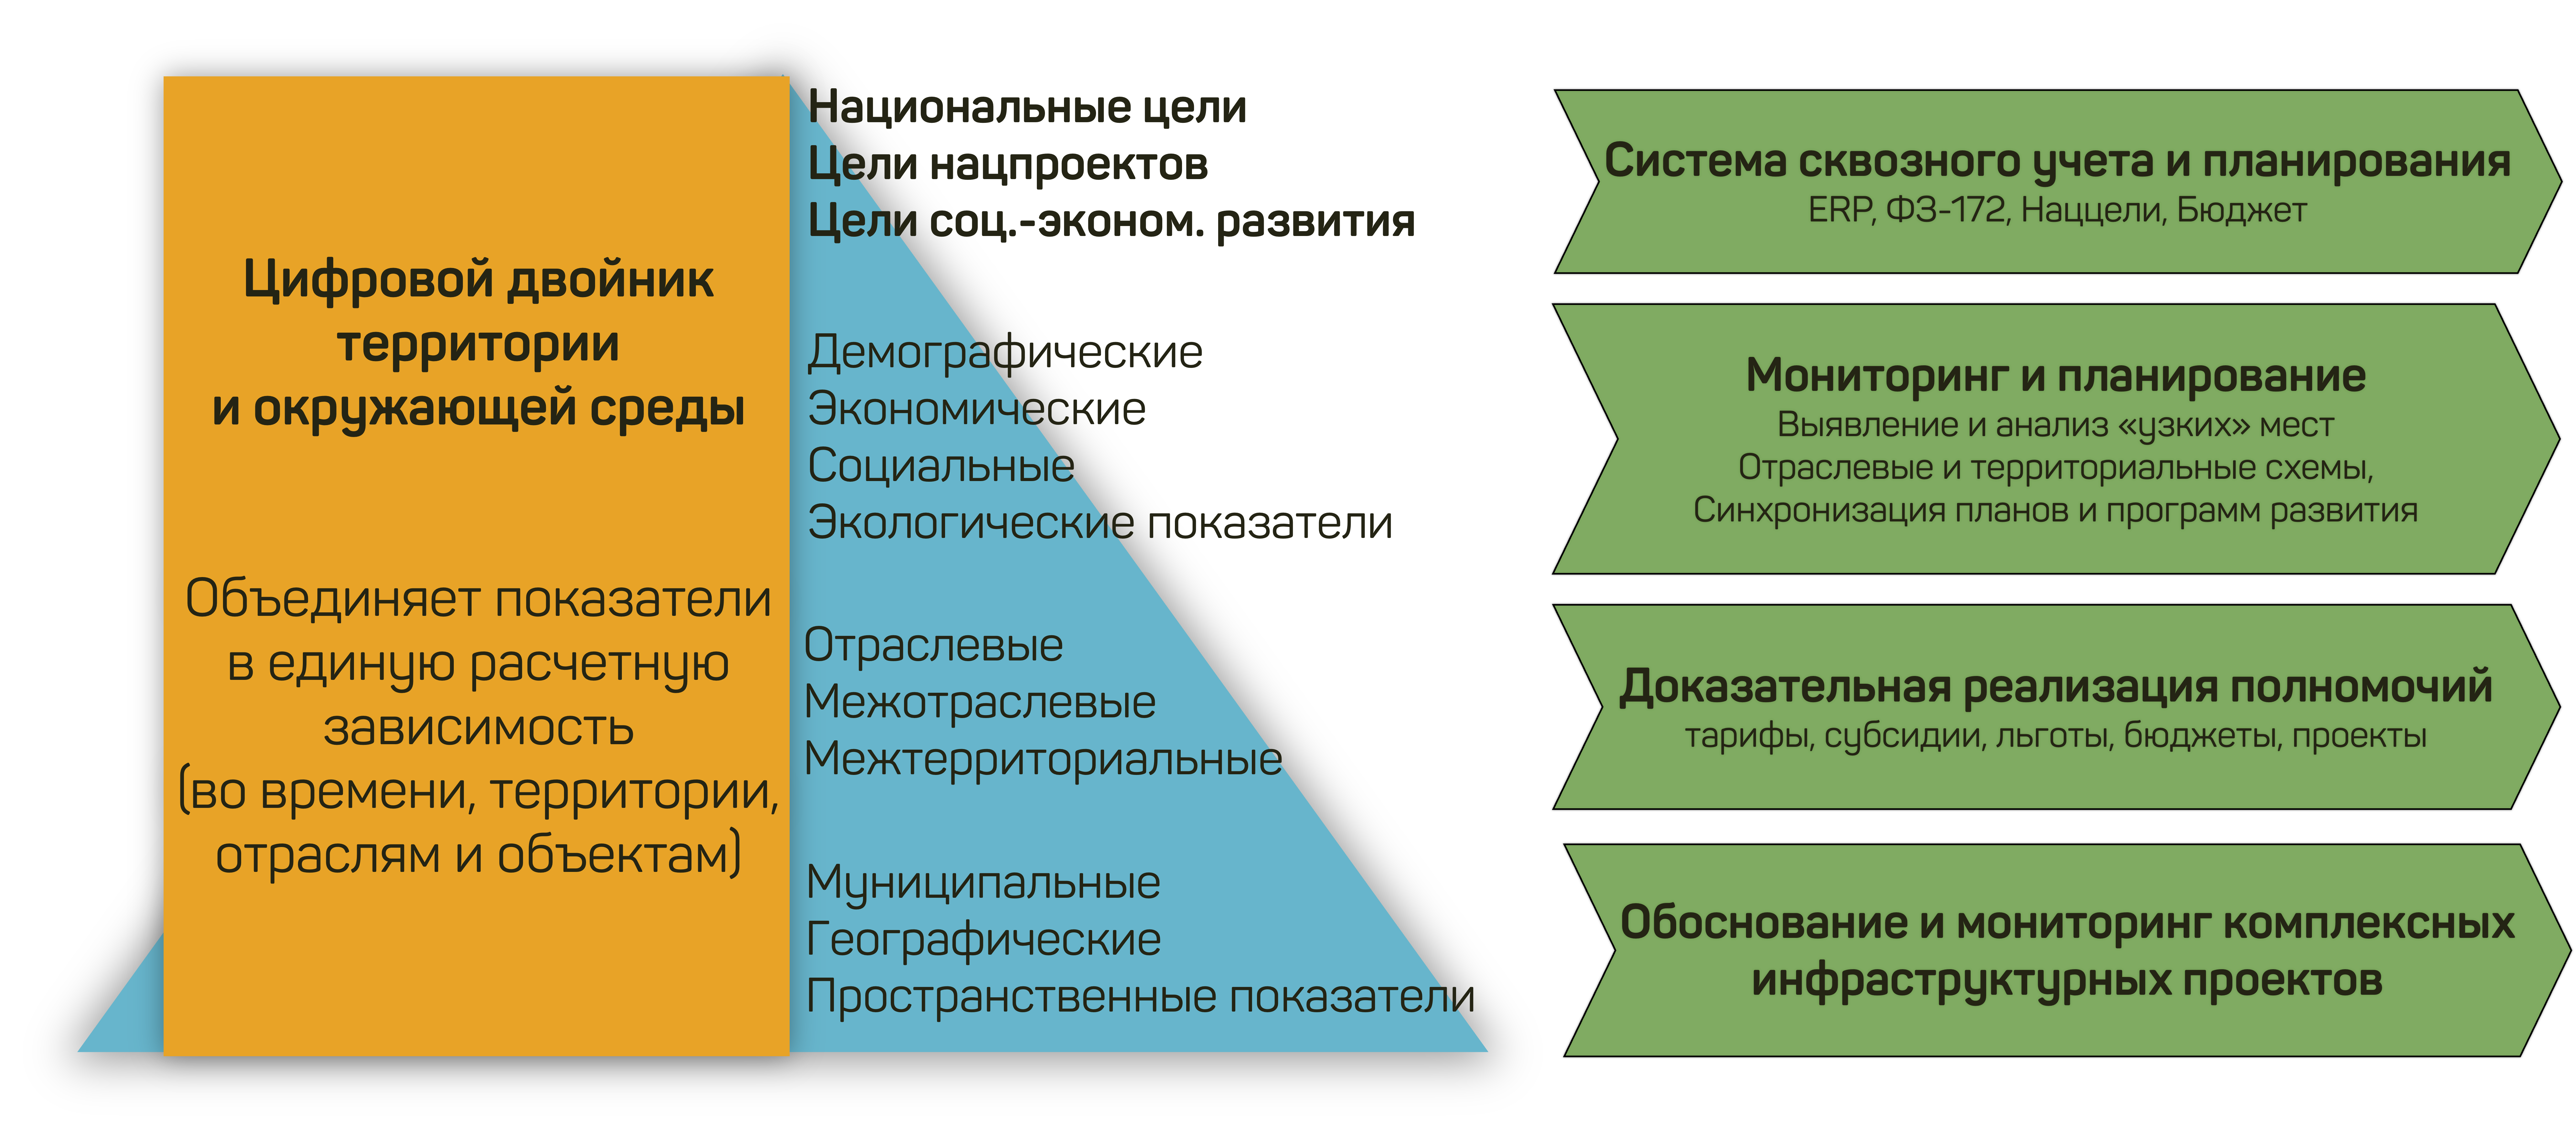 Цифровой двойник
территории
и окружающей среды
Объединяет показатели
в единую расчетную
зависимость
(во времени, территории,
отраслям и объектам)
Национальные цели
Цели нацпроектов
Цели соц.-эконом. развития
Демографические
Экономические
Социальные
Экологические показатели
Отраслевые
Межотраслевые
Межтерриториальные
Муниципальные
Географические
Пространственные показатели
Система сквозного учета и планирования
ERP, ФЗ-172, Наццели, Бюджет
Мониторинг и планирование
Выявление и анализ «узких» мест
Отраслевые и территориальные схемы,
Синхронизация планов и программ развития
Доказательная реализация полномочий
тарифы, субсидии, льготы, бюджеты, проекты
Обоснование и мониторинг комплексных
инфраструктурных проектов